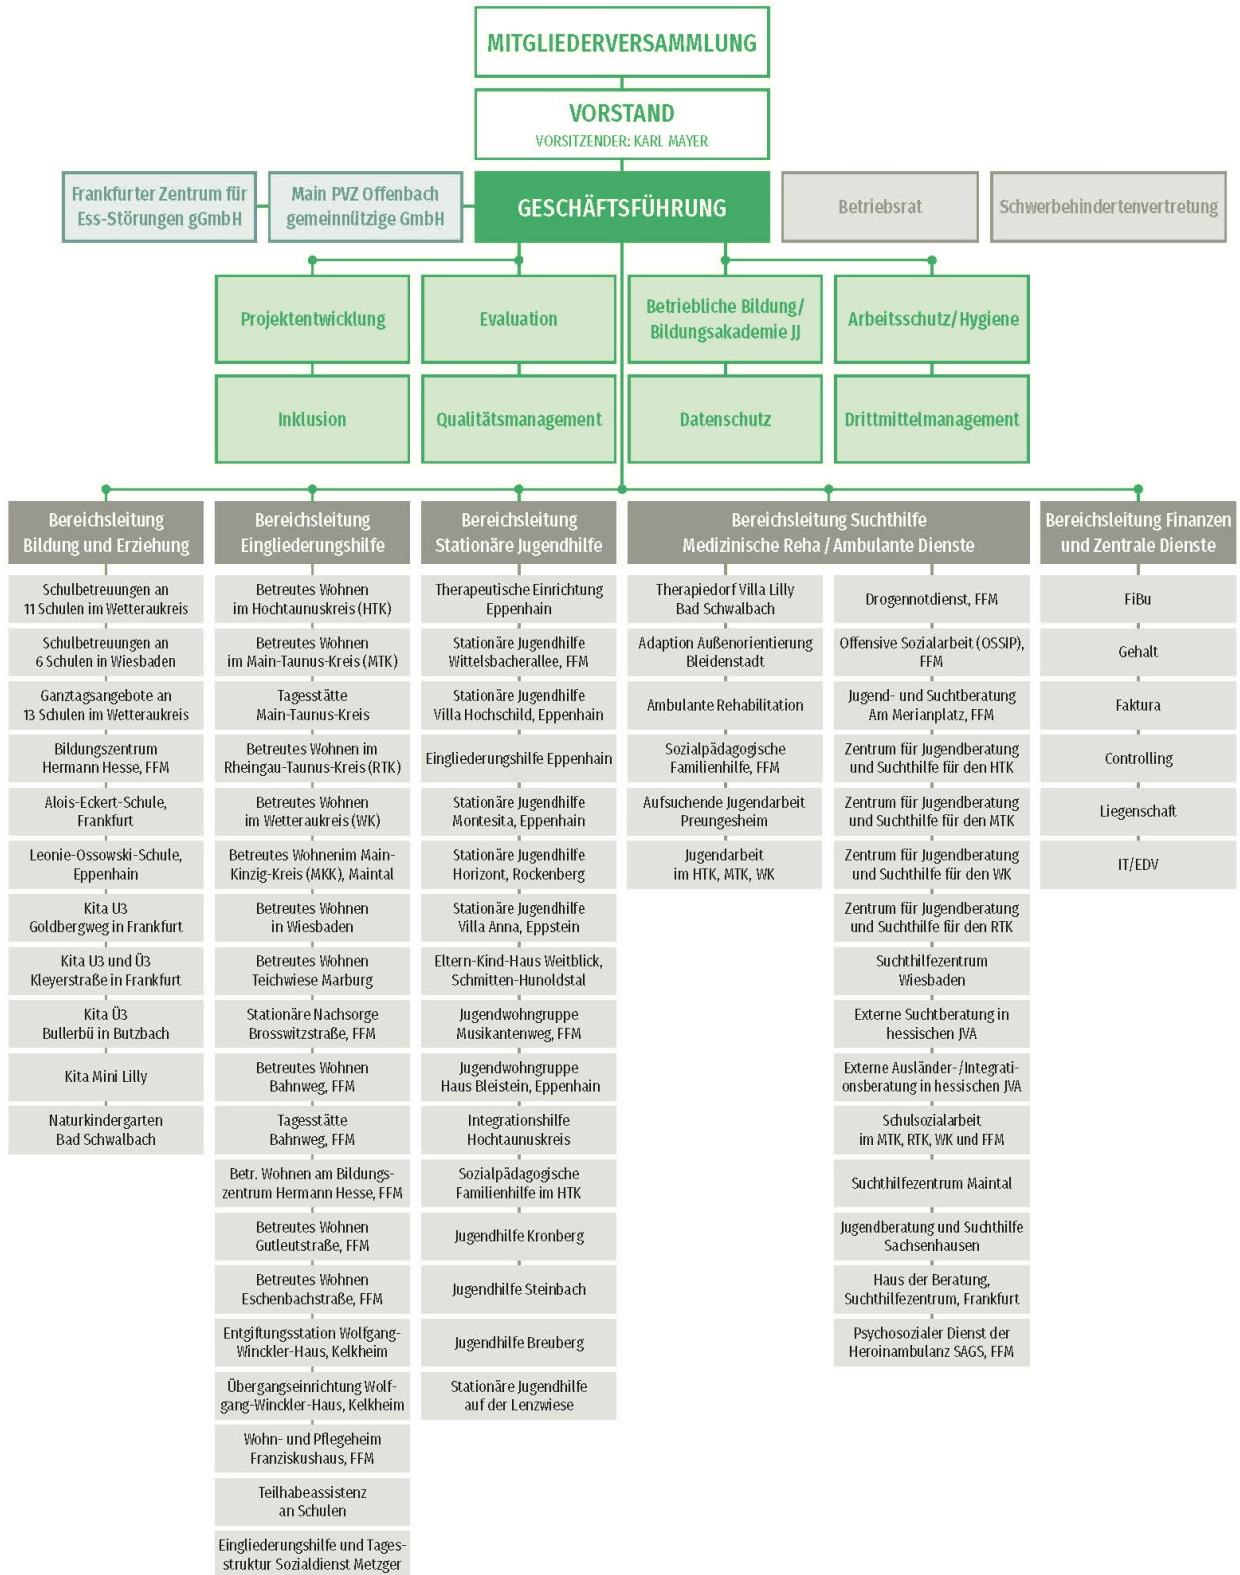 MITGLIEDERVERSAMMLUNG
VORSTAND
VORSITZENDER: KARL MAYER
Frankfurter Zentrum für
Ess-Störungen gGmbH
Main PVZ Offenbach
gemeinnützige GmbH
GESCHÄFTSFÜHRUNG
Betriebsrat
Schwerbehindertenvertretung
Projektentwicklung
Evaluation
Betriebliche Bildung/
Bildungsakademie JJ
Arbeitsschutz/Hygiene
Inklusion
Qualitätsmanagement
Datenschutz
Drittmittelmanagement
Bereichsleitung
Bildung und Erziehung
Schulbetreuungen an
11 Schulen im Wetteraukreis
Schulbetreuungen an
6 Schulen in Wiesbaden
Ganztagsangebote an
13 Schulen im Wetteraukreis
Bildungszentrum
Hermann Hesse, FFM
Alois-Eckert-Schule,
Frankfurt
Leonie-Ossowski-Schule,
Eppenhain
Kita U3
Goldbergweg in Frankfurt
Kita U3 und Ü3
Kleyerstraße in Frankfurt
Kita Ü3
Bullerbü in Butzbach
Kita Mini Lilly
Naturkindergarten
Bad Schwalbach
Bereichsleitung
Eingliederungshilfe
Betreutes Wohnen
im Hochtaunuskreis (HTK)
Betreutes Wohnen
im Main-Taunus-Kreis (MTK)
Tagesstätte
Main-Taunus-Kreis
Betreutes Wohnen im
Rheingau-Taunus-Kreis (RTK)
Betreutes Wohnen
im Wetteraukreis (WK)
Betreutes Wohnenim Main-
Kinzig-Kreis (MKK), Maintal
Betreutes Wohnen
in Wiesbaden
Betreutes Wohnen
Teichwiese Marburg
Stationäre Nachsorge
Brosswitzstraße, FFM
Betreutes Wohnen
Bahnweg, FFM
Tagesstätte
Bahnweg, FFM
Betr. Wohnen am Bildungs-
zentrum Hermann Hesse, FFM
Betreutes Wohnen
Gutleutstraße, FFM
Betreutes Wohnen
Eschenbachstraße, FFM
Entgiftungsstation Wolfgang-
Winckler-Haus, Kelkheim
Übergangseinrichtung Wolf-
gang-Winckler-Haus, Kelkheim
Wohn- und Pflegeheim
Franziskushaus, FFM
Teilhabeassistenz
an Schulen
Eingliederungshilfe und Tages-
struktur Sozialdienst Metzger
Bereichsleitung
Stationäre Jugendhilfe
Therapeutische Einrichtung
Eppenhain
Stationäre Jugendhilfe
Wittelsbacherallee, FFM
Stationäre Jugendhilfe
Villa Hochschild, Eppenhain
Eingliederungshilfe Eppenhain
Stationäre Jugendhilfe
Montesita, Eppenhain
Stationäre Jugendhilfe
Horizont, Rockenberg
Stationäre Jugendhilfe
Villa Anna, Eppstein
Eltern-Kind-Haus Weitblick,
Schmitten-Hunoldstal
Jugendwohngruppe
Musikantenweg, FFM
Jugendwohngruppe
Haus Bleistein, Eppenhain
Integrationshilfe
Hochtaunuskreis
Sozialpädagogische
Familienhilfe im HTK
Jugendhilfe Kronberg
Jugendhilfe Steinbach
Jugendhilfe Breuberg
Stationäre Jugendhilfe
auf der Lenzwiese
Bereichsleitung Suchthilfe
Medizinische Reha / Ambulante Dienste
Therapiedorf Villa Lilly
Bad Schwalbach
Adaption Außenorientierung
Bleidenstadt
Ambulante Rehabilitation
Sozialpädagogische
Familienhilfe, FFM
Aufsuchende Jugendarbeit
Preungesheim
Jugendarbeit
im HTK, MTK, WK
Drogennotdienst, FFM
Offensive Sozialarbeit (OSSIP),
FFM
Jugend- und Suchtberatung
Am Merianplatz, FFM
Zentrum für Jugendberatung
und Suchthilfe für den HTK
Zentrum für Jugendberatung
und Suchthilfe für den MTK
Zentrum für Jugendberatung
und Suchthilfe für den WK
Zentrum für Jugendberatung
und Suchthilfe für den RTK
Suchthilfezentrum
Wiesbaden
Externe Suchtberatung in
hessischen JVA
Externe Ausländer-/Integrati-
onsberatung in hessischen JVA
Schulsozialarbeit
im MTK, RTK, WK und FFM
Suchthilfezentrum Maintal
Jugendberatung und Suchthilfe
Sachsenhausen
Haus der Beratung,
Suchthilfezentrum, Frankfurt
Psychosozialer Dienst der
Heroinambulanz SAGS, FFM
Bereichsleitung Finanzen
und Zentrale Dienste
FiBu
Gehalt
Faktura
Controlling
Liegenschaft
IT/EDV